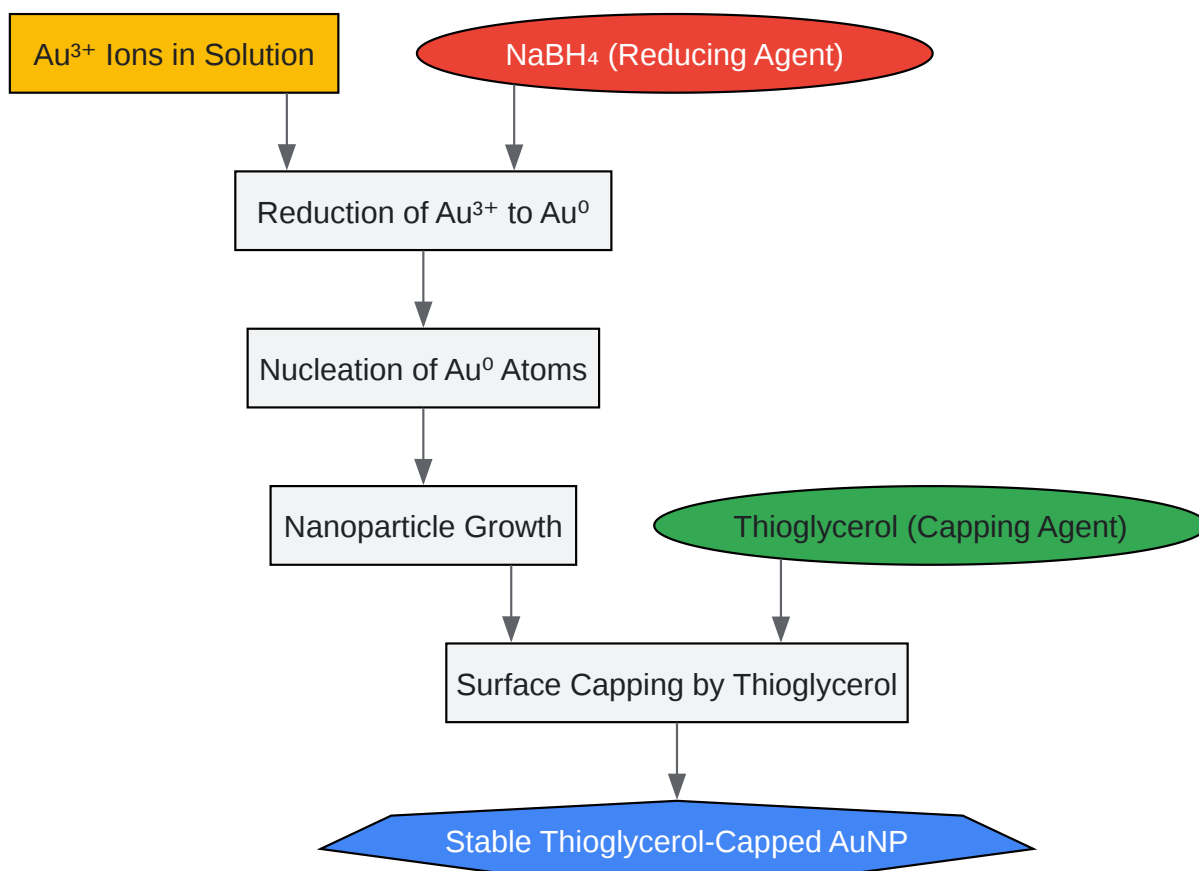 Au³⁺ Ions in Solution
NaBH₄ (Reducing Agent)
Reduction of Au³⁺ to Au⁰
Nucleation of Au⁰ Atoms
Nanoparticle Growth
Thioglycerol (Capping Agent)
Surface Capping by Thioglycerol
Stable Thioglycerol-Capped AuNP